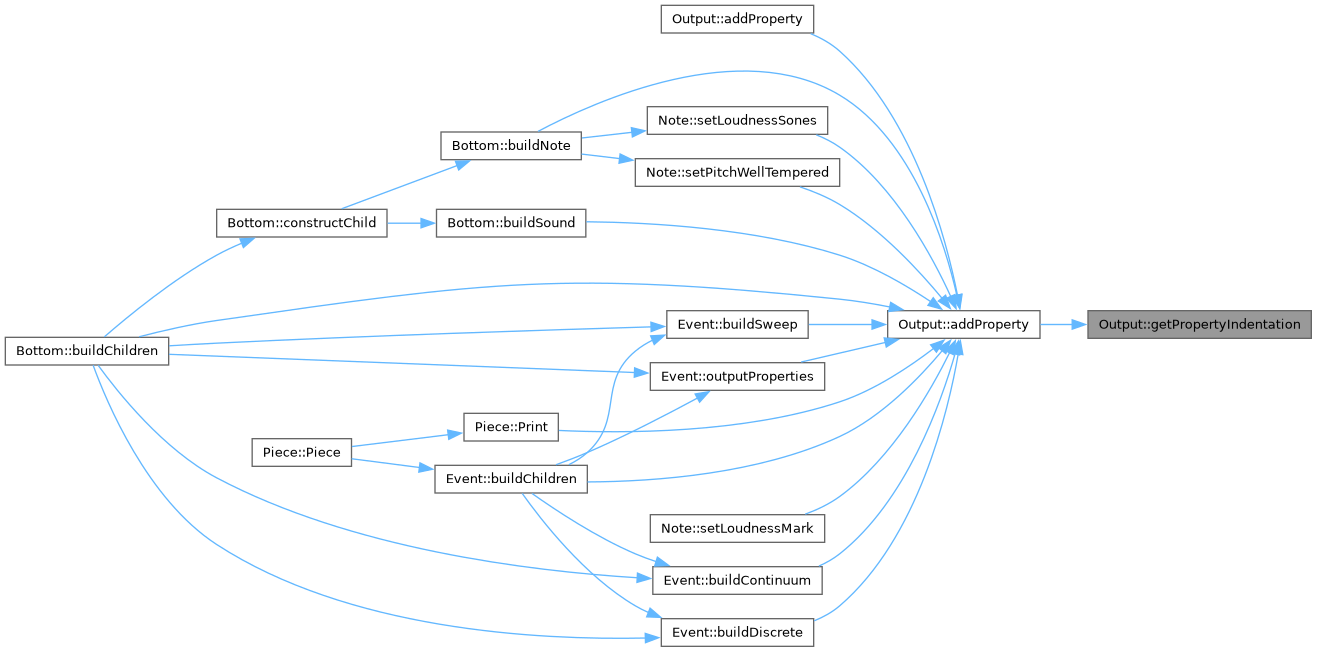 Output::addProperty
Note::setLoudnessSones
Bottom::buildNote
Note::setPitchWellTempered
Bottom::constructChild
Bottom::buildSound
Event::buildSweep
Output::addProperty
Output::getPropertyIndentation
Bottom::buildChildren
Event::outputProperties
Piece::Print
Piece::Piece
Event::buildChildren
Note::setLoudnessMark
Event::buildContinuum
Event::buildDiscrete